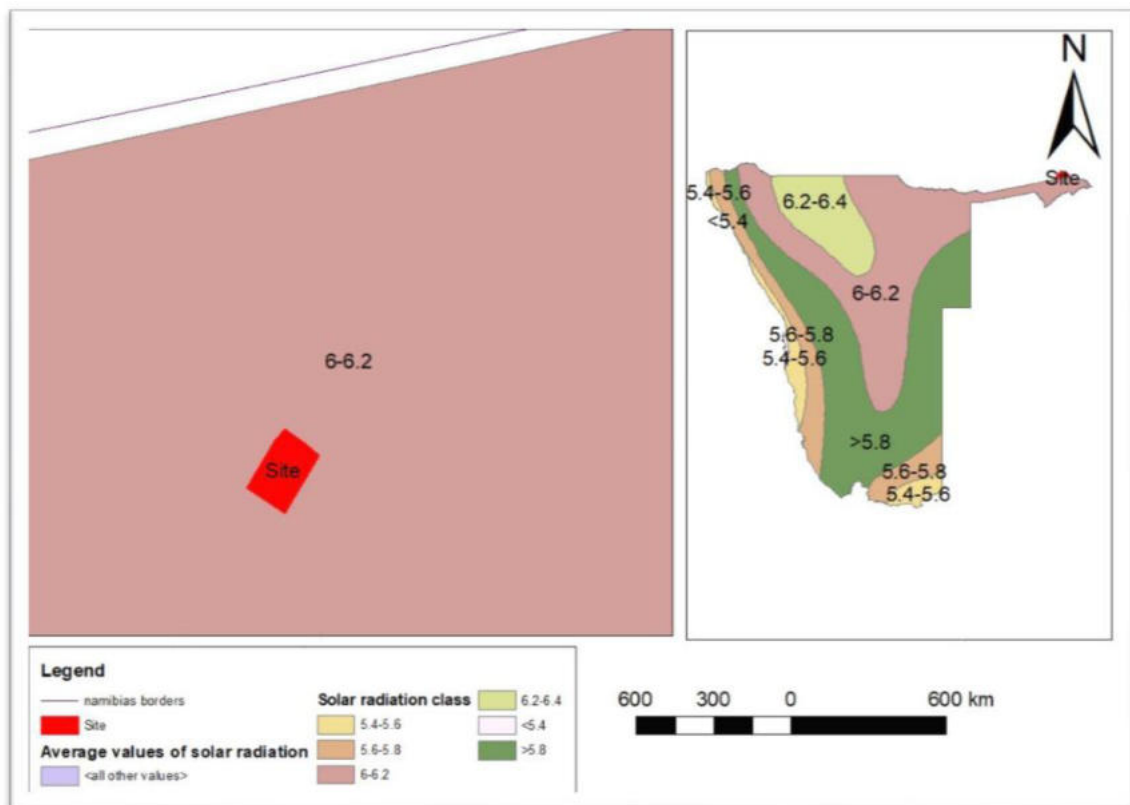 6-6.2
Site
N
Site
5.4-5.6
<5.4
6.2-6.4
6-6.2
5.6-5.8
5.4-5.6
>5.8
5.6-5.8
5.4-5.6
Legend
namibias borders
Site
Average values of solar radiation
<all other values>
Solar radiation class
5.4-5.6
5.6-5.8
6-6.2
6.2-6.4
<5.4
>5.8
600 300 0 600 km